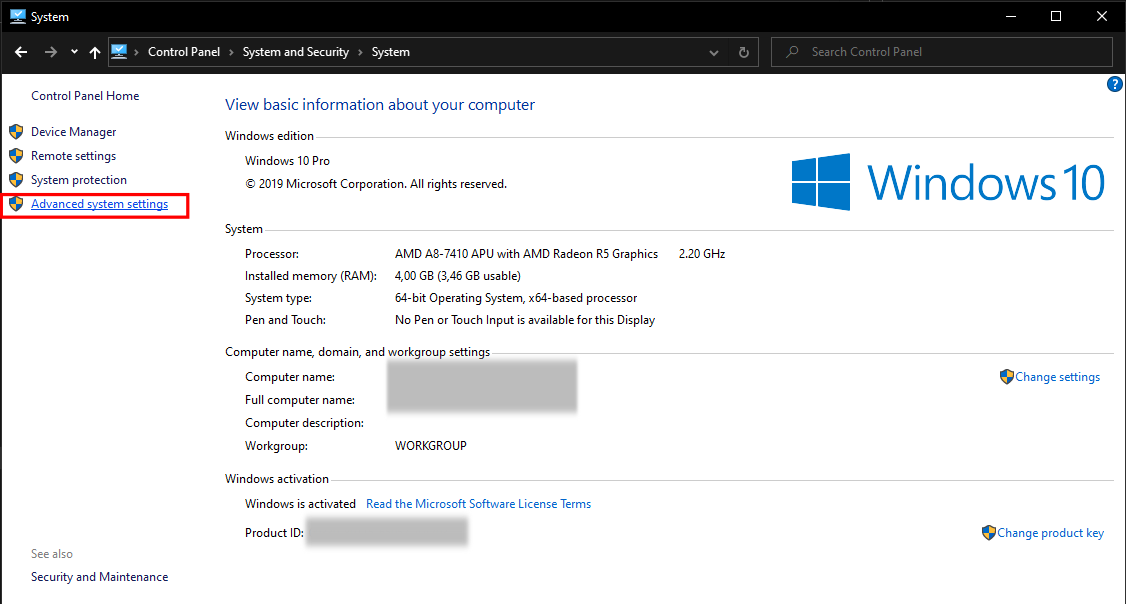 System
Control Panel > System and Security > System
Search Control Panel
?
Control Panel Home
Device Manager
Remote settings
System protection
Advanced system settings
View basic information about your computer
Windows edition
Windows 10 Pro
© 2019 Microsoft Corporation. All rights reserved.
Windows 10
System
Processor: AMD A8-7410 APU with AMD Radeon R5 Graphics 2.20 GHz
Installed memory (RAM): 4,00 GB (3,46 GB usable)
System type: 64-bit Operating System, x64-based processor
Pen and Touch: No Pen or Touch Input is available for this Display
Computer name, domain, and workgroup settings
Computer name:
Change settings
Full computer name:
Computer description:
Workgroup: WORKGROUP
Windows activation
Windows is activated Read the Microsoft Software License Terms
Product ID:
Change product key
See also
Security and Maintenance